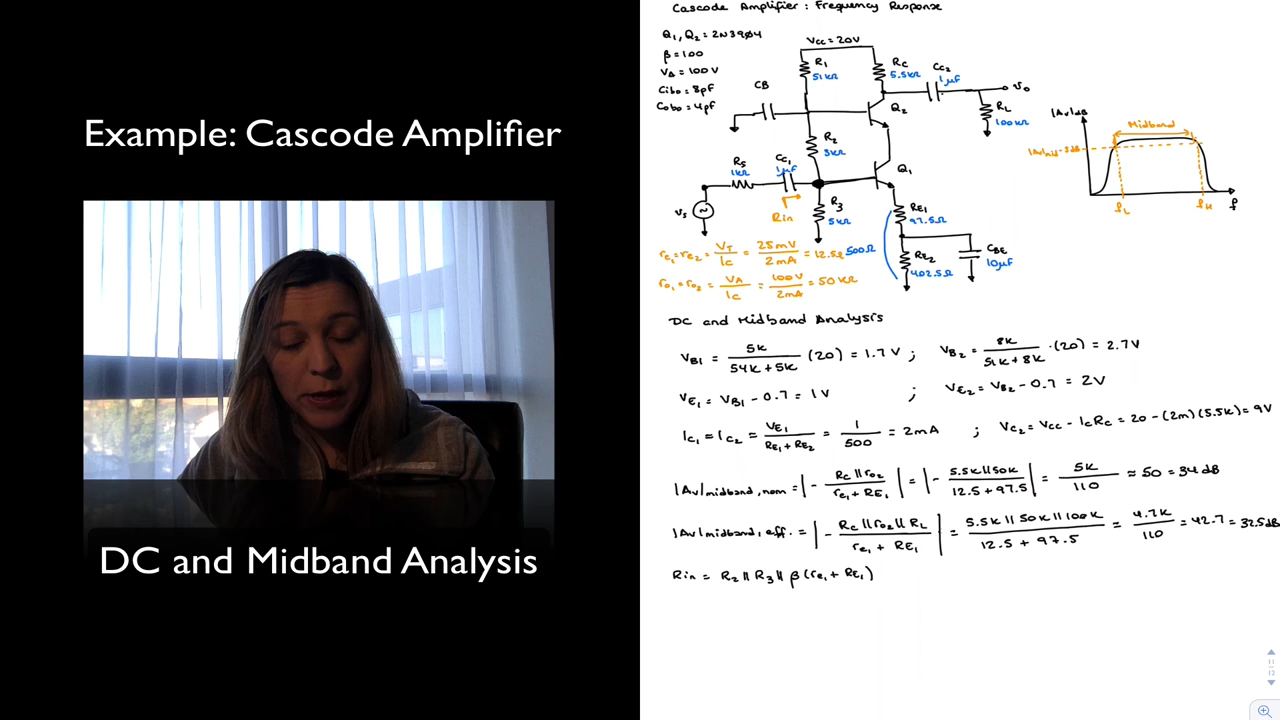 Example: Cascode Amplifier
DC and Midband Analysis
Cascode Amplifier : Frequency Response
Q1, Q2 = 2N3904
β = 100
VA = 100 V
Cibo = 8pF
Cobo = 4pF
VCC = 20V
R1
51kΩ
RC
5.5kΩ
CC2
1μF
vo
CB
Q2
RL
100kΩ
R2
3kΩ
RS
1kΩ
CC1
1μF
Q1
vs
Rin
R3
5kΩ
RE1
97.5Ω
RE2
402.5Ω
500Ω
CBE
10μF
|Av|dB
Midband
|Av|mid-3dB
fL
fH
f
re1 = re2 = VT/IC = 25mV/2mA = 12.5Ω
ro1 = ro2 = VA/IC = 100V/2mA = 50 kΩ
DC and Midband Analysis
VB1 = 5k/(54k + 5k) (20) = 1.7 V ; VB2 = 8k/(51k + 8k) · (20) = 2.7V
VE1 = VB1 - 0.7 = 1V ; VE2 = VB2 - 0.7 = 2V
IC1 = IC2 = VE1/(RE1 + RE2) = 1/500 = 2mA ; VC2 = VCC - ICRC = 20 - (2m)(5.5k) = 9V
|Av|midband, nom = |- RC || ro2/(re1 + RE1)| = |- 5.5k || 50k/(12.5 + 97.5)| = 5k/110 ≈ 50 = 34 dB
|Av|midband, eff. = |- RC || ro2 || RL/(re1 + RE1)| = 5.5k || 50k || 100k/(12.5 + 97.5) = 4.7k/110 = 42.7 = 32.5dB
Rin = R2 || R3 || β(re1 + RE1)
11
12